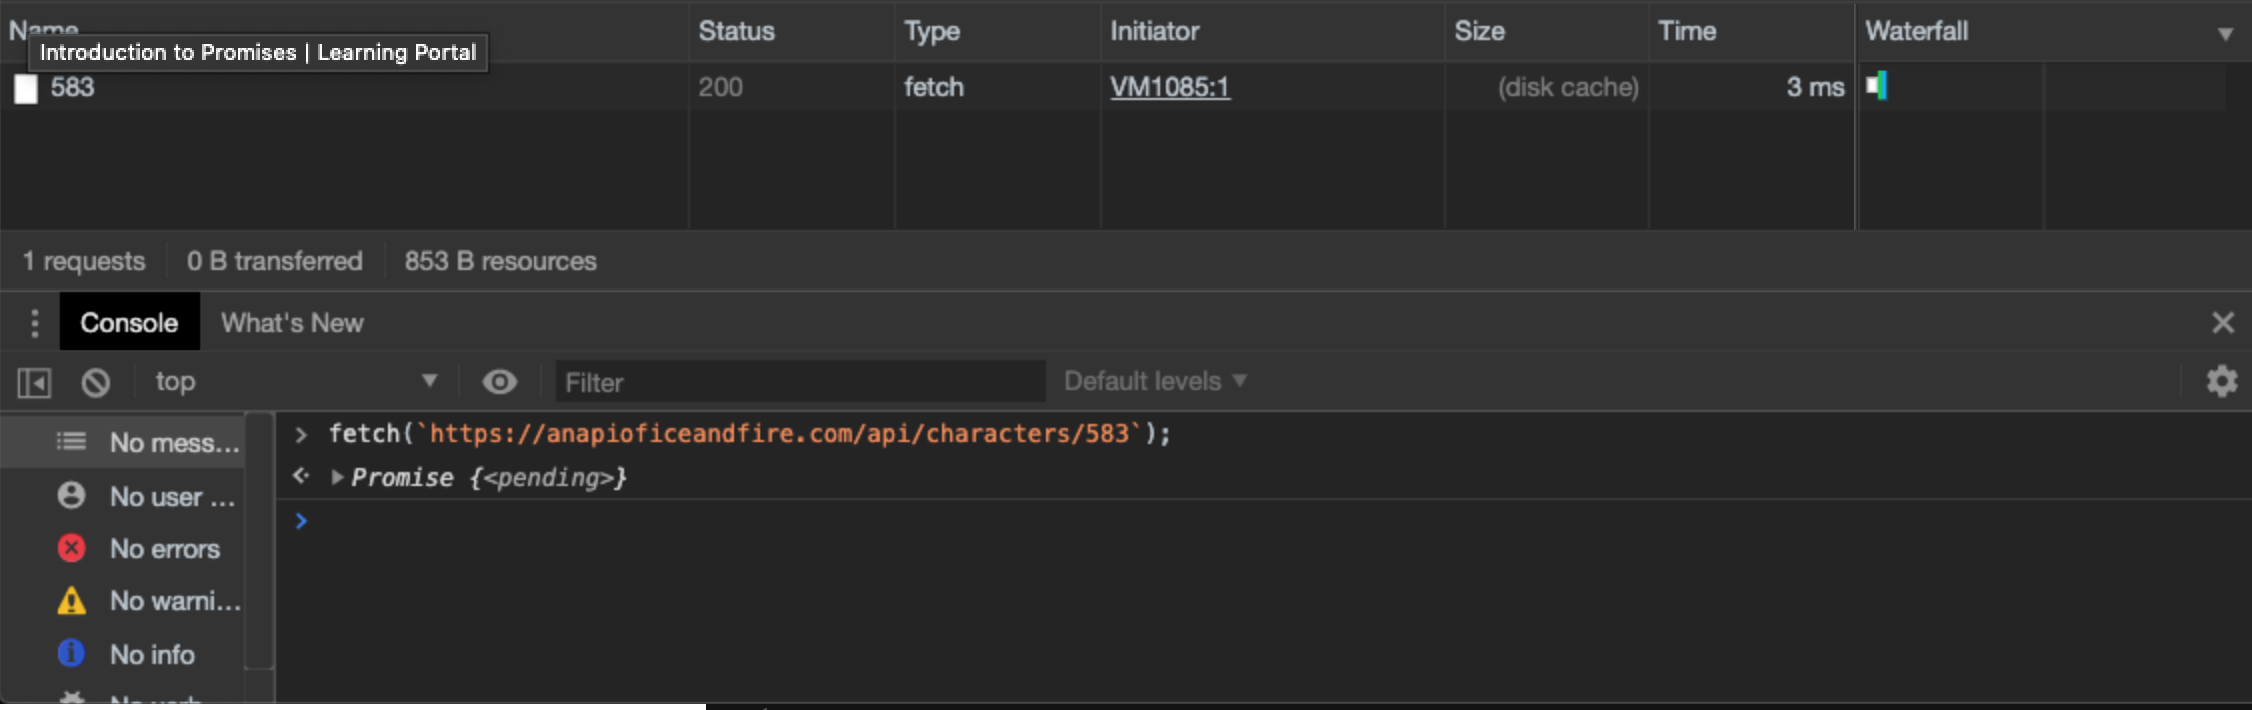 Name Status Type Initiator Size Time Waterfall
Introduction to Promises | Learning Portal
583 200 fetch VM1085:1 (disk cache) 3 ms
1 requests 0 B transferred 853 B resources
Console What's New
top Filter Default levels
No mess...
No user ...
No errors
No warni...
No info
> fetch(`https://anapioficeandfire.com/api/characters/583`);
Promise {<pending>}
>